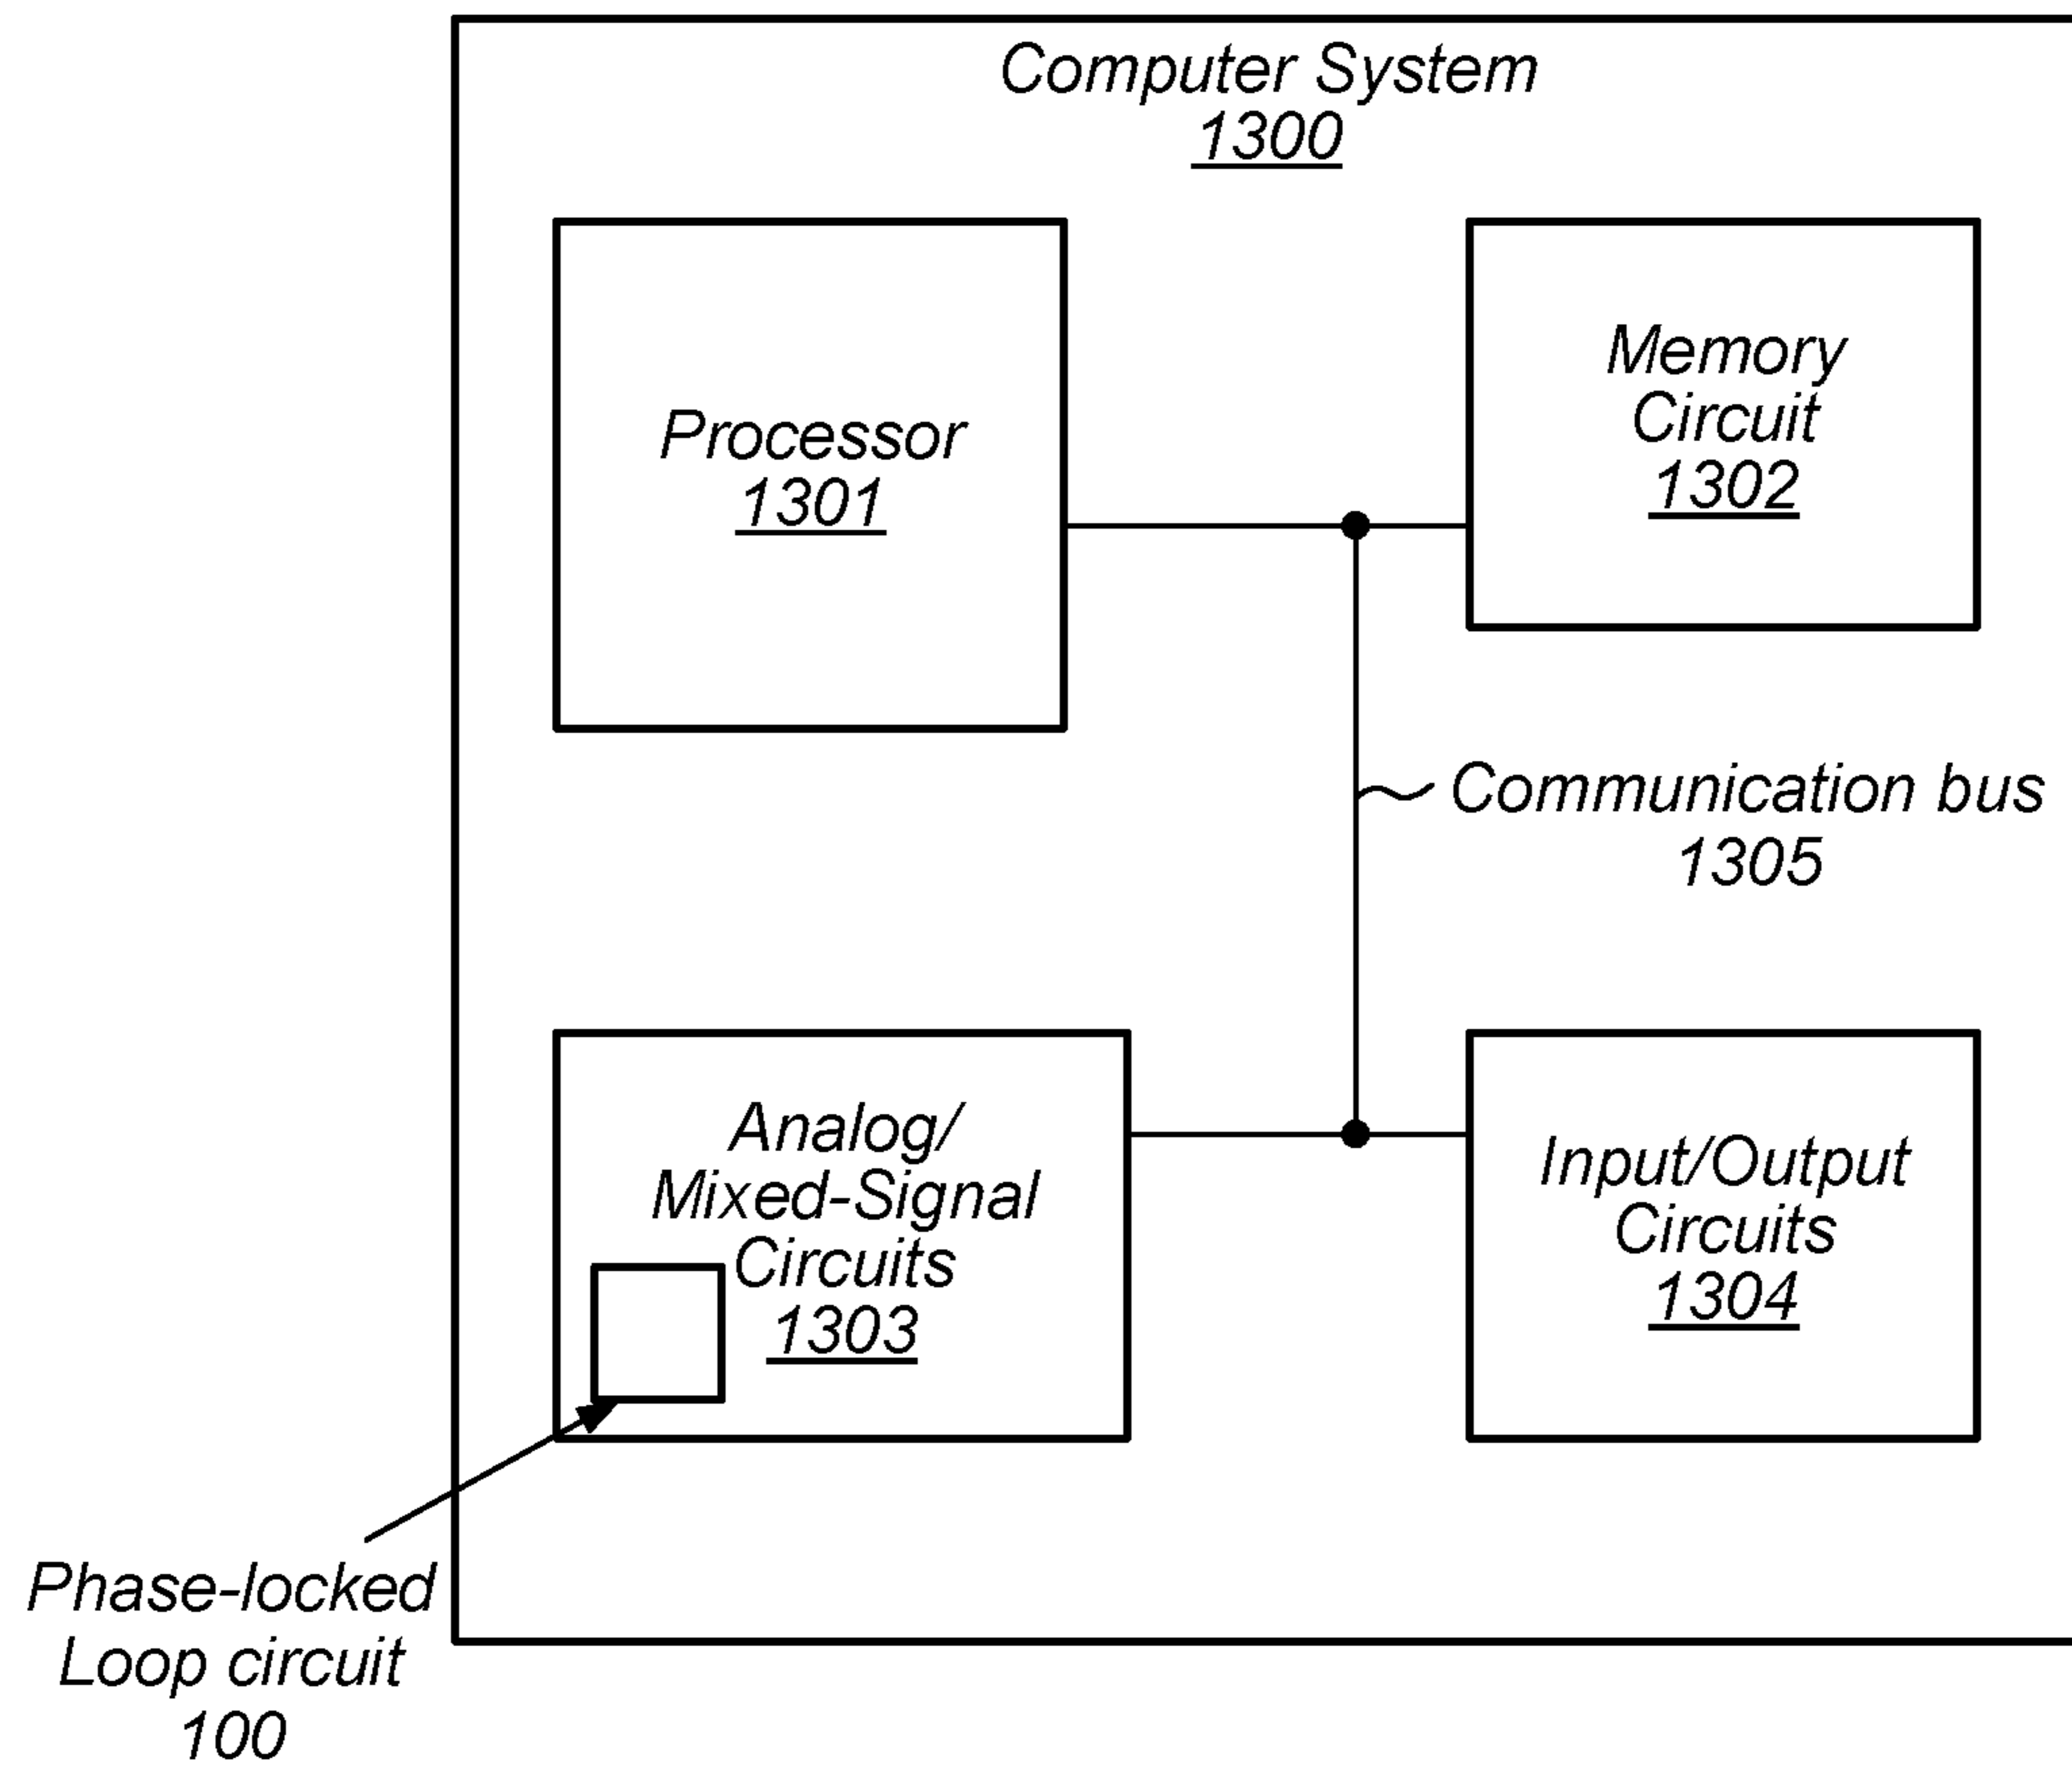 Computer System
1300
Processor
1301
Memory
Circuit
1302
Communication bus
1305
Analog/
Mixed-Signal
Circuits
1303
Input/Output
Circuits
1304
Phase-locked
Loop circuit
100